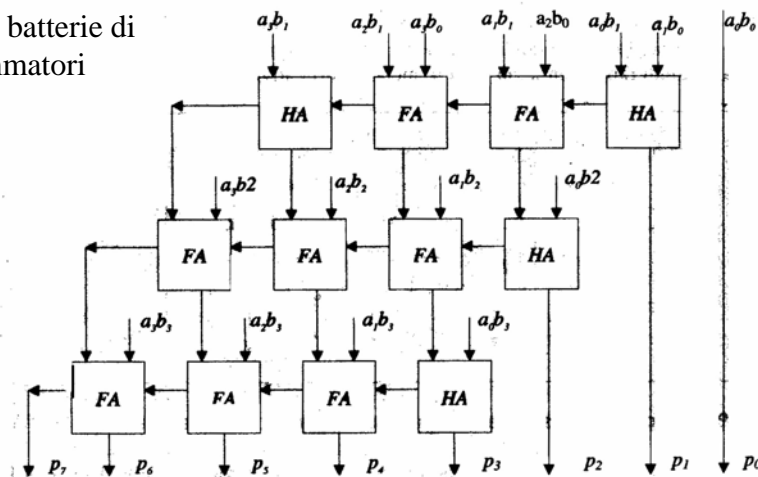 batterie di
nmatori
a₃b₁ a₂b₁ a₃b₀ a₁b₁ a₂b₀ a₀b₁ a₁b₀ a₀b₀
HA FA FA HA
a₃b2 a₂b₂ a₁b₂ a₀b2
FA FA FA HA
a₃b₃ a₂b₃ a₁b₃ a₀b₃
FA FA FA HA
p₇ p₆ p₅ p₄ p₃ p₂ p₁ p₀